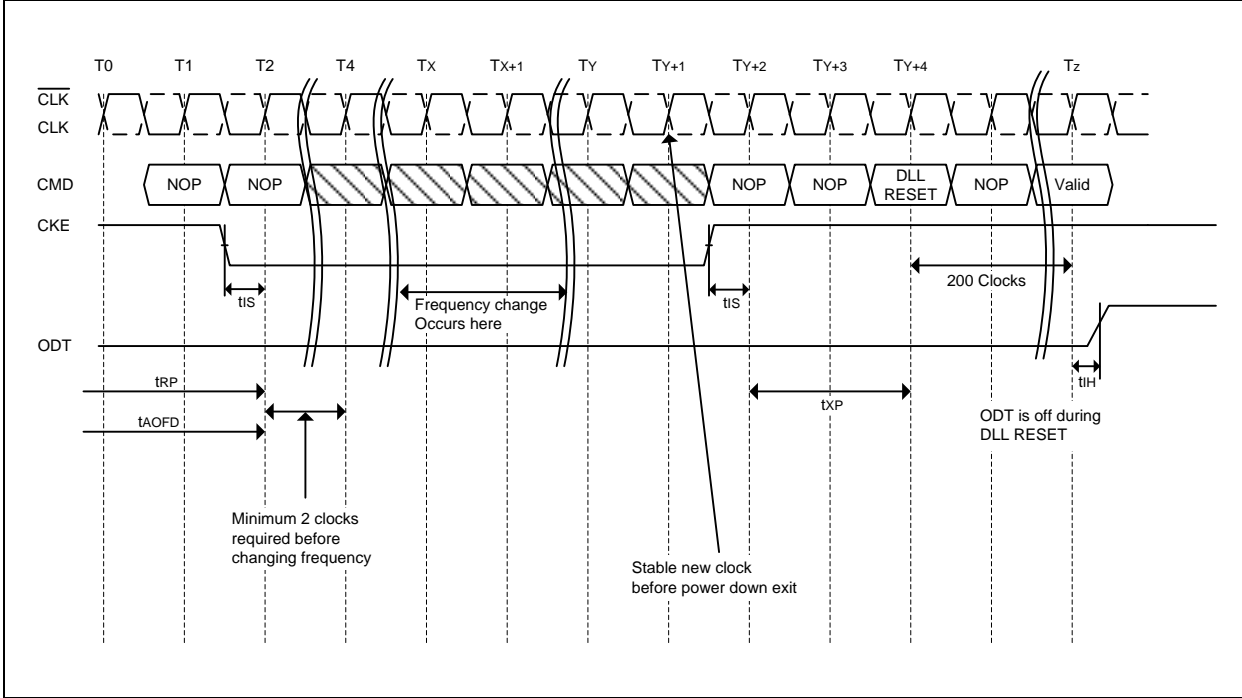 T0 T1 T2 T4 TX TX+1 TY TY+1 TY+2 TY+3 TY+4 Tz
CLK
CLK
CMD NOP NOP NOP NOP DLL RESET NOP Valid
CKE
tIS
Frequency change
Occurs here
tIS
200 Clocks
ODT
tRP
tIH
tXP
tAOFD
ODT is off during
DLL RESET
Minimum 2 clocks
required before
changing frequency
Stable new clock
before power down exit